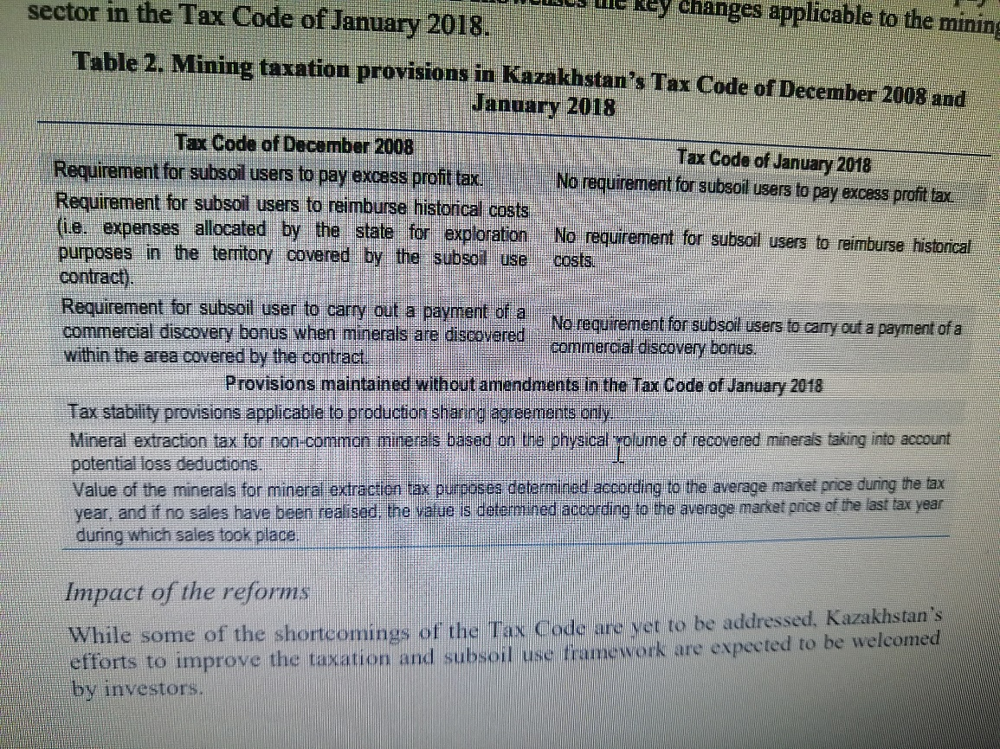 the key changes applicable to the mining
sector in the Tax Code of January 2018.
Table 2. Mining taxation provisions in Kazakhstan's Tax Code of December 2008 and
January 2018
Tax Code of December 2008
Tax Code of January 2018
Requirement for subsoil users to pay excess profit tax.
No requirement for subsoil users to pay excess profit tax.
Requirement for subsoil users to reimburse historical costs
(i.e. expenses allocated by the state for exploration
purposes in the territory covered by the subsoil use
contract).
No requirement for subsoil users to reimburse historical
costs.
Requirement for subsoil user to carry out a payment of a
commercial discovery bonus when minerals are discovered
within the area covered by the contract.
No requirement for subsoil users to carry out a payment of a
commercial discovery bonus.
Provisions maintained without amendments in the Tax Code of January 2018
Tax stability provisions applicable to production sharing agreements only.
Mineral extraction tax for non-common minerals based on the physical volume of recovered minerals taking into account
potential loss deductions.
Value of the minerals for mineral extraction tax purposes determined according to the average market price during the tax
year, and if no sales have been realised, the value is determined according to the average market price of the last tax year
during which sales took place.
Impact of the reforms
While some of the shortcomings of the Tax Code are yet to be addressed, Kazakhstan's
efforts to improve the taxation and subsoil use framework are expected to be welcomed
by investors.